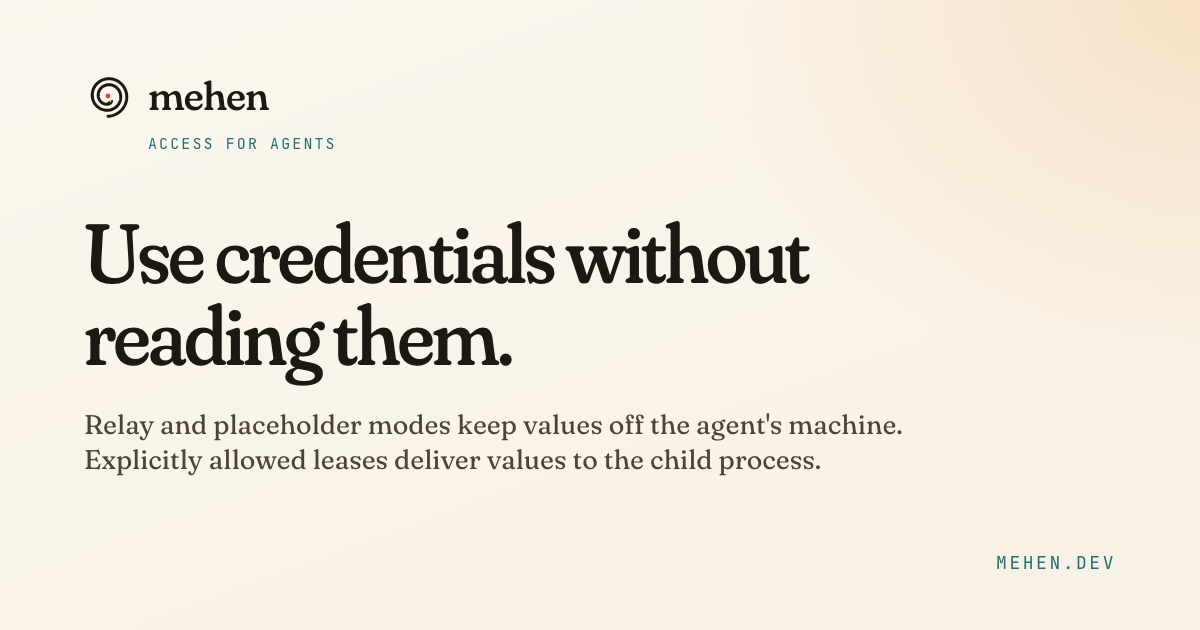 mehen
ACCESS FOR AGENTS
Use credentials without
reading them.
Relay and placeholder modes keep values off the agent's machine.
Explicitly allowed leases deliver values to the child process.
MEHEN.DEV